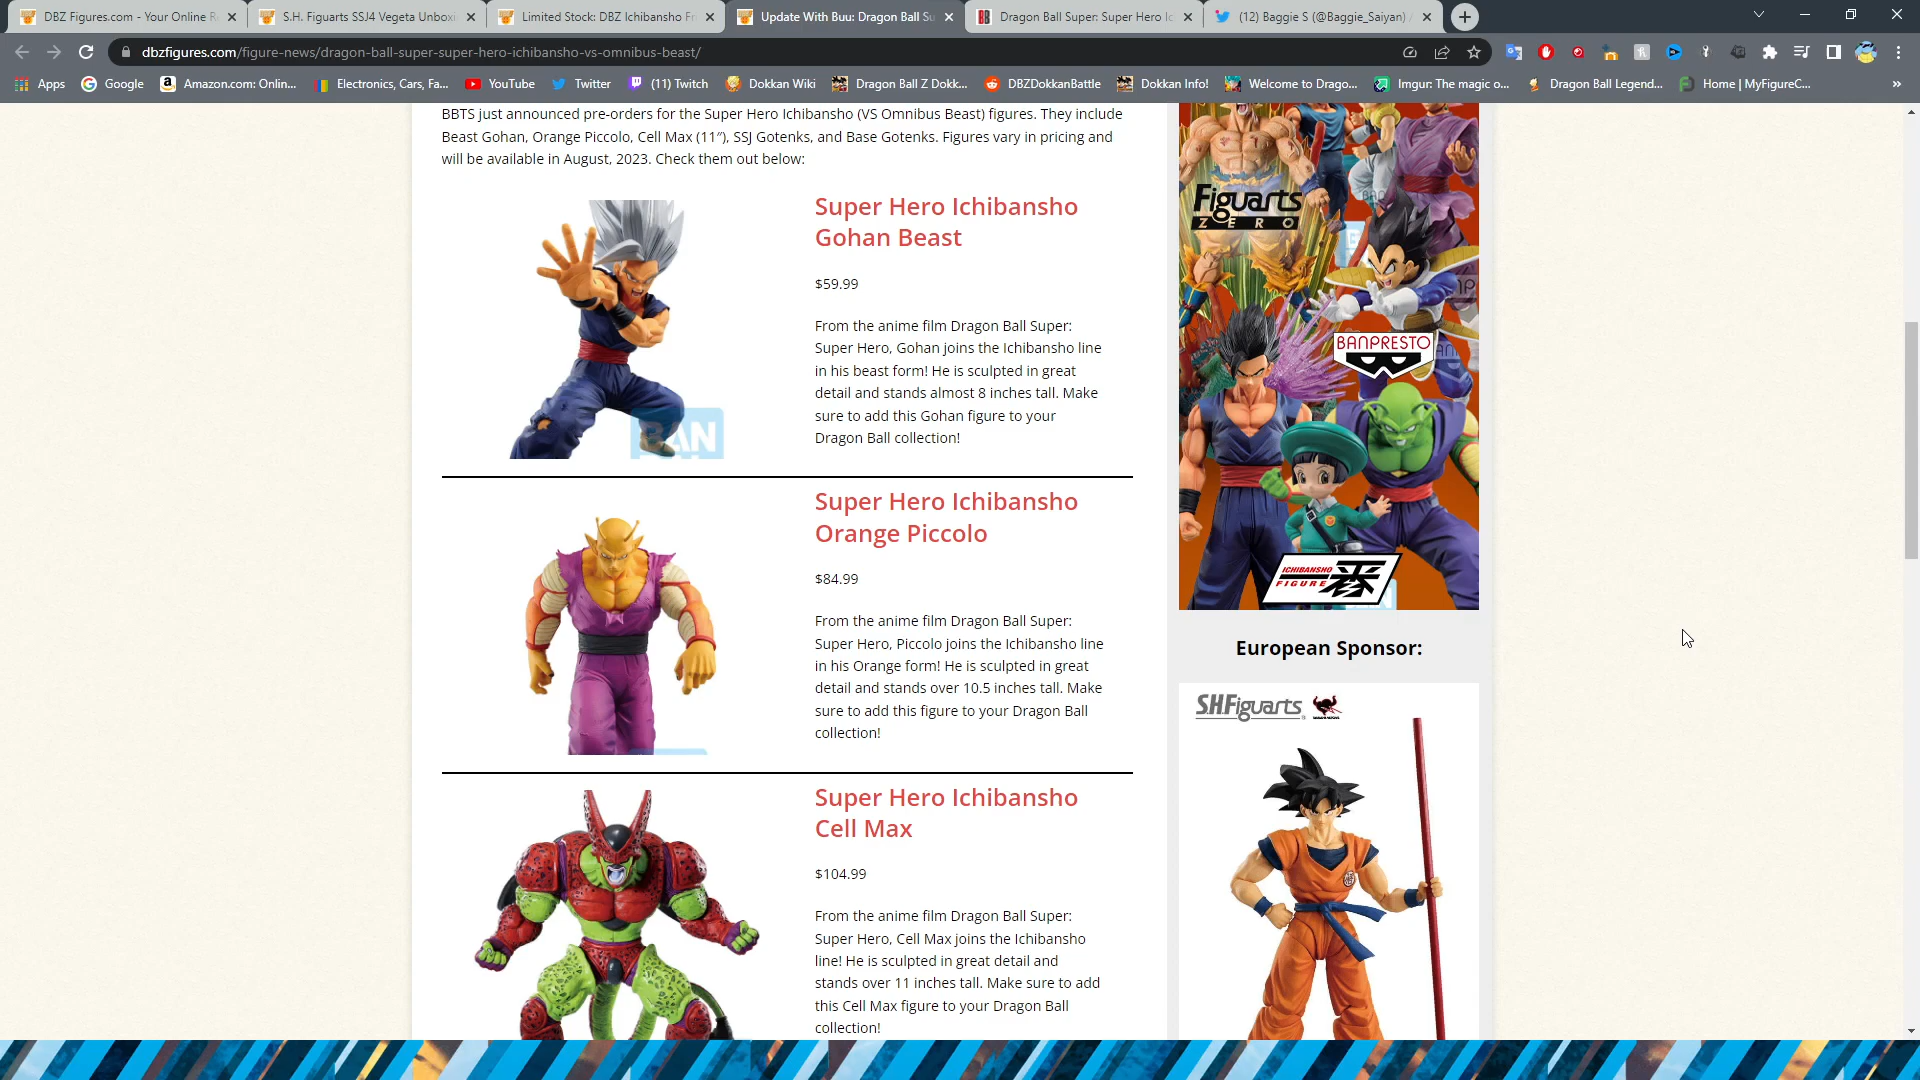 DBZ Figures.com - Your Online R
S.H. Figuarts SSJ4 Vegeta Unboxi
Limited Stock: DBZ Ichibansho Fr
Update With Buu: Dragon Ball Su
Dragon Ball Super: Super Hero Ic
(12) Baggie S (@Baggie_Saiyan) /
dbzfigures.com/figure-news/dragon-ball-super-super-hero-ichibansho-vs-omnibus-beast/
Apps
Google
Amazon.com: Onlin...
Electronics, Cars, Fa...
YouTube
Twitter
(11) Twitch
Dokkan Wiki
Dragon Ball Z Dokk...
DBZDokkanBattle
Dokkan Info!
Welcome to Drago...
Imgur: The magic o...
Dragon Ball Legend...
Home | MyFigureC...
BBTS just announced pre-orders for the Super Hero Ichibansho (VS Omnibus Beast) figures. They include
Beast Gohan, Orange Piccolo, Cell Max (11″), SSJ Gotenks, and Base Gotenks. Figures vary in pricing and
will be available in August, 2023. Check them out below:
Super Hero Ichibansho
Gohan Beast
$59.99
From the anime film Dragon Ball Super:
Super Hero, Gohan joins the Ichibansho line
in his beast form! He is sculpted in great
detail and stands almost 8 inches tall. Make
sure to add this Gohan figure to your
Dragon Ball collection!
BAN
Super Hero Ichibansho
Orange Piccolo
$84.99
From the anime film Dragon Ball Super:
Super Hero, Piccolo joins the Ichibansho line
in his Orange form! He is sculpted in great
detail and stands over 10.5 inches tall. Make
sure to add this figure to your Dragon Ball
collection!
Super Hero Ichibansho
Cell Max
$104.99
From the anime film Dragon Ball Super:
Super Hero, Cell Max joins the Ichibansho
line! He is sculpted in great detail and
stands over 11 inches tall. Make sure to add
this Cell Max figure to your Dragon Ball
collection!
Figuarts
ZERO
BANPRESTO
ICHIBANSHO
FIGURE
一番
European Sponsor:
S.H.Figuarts